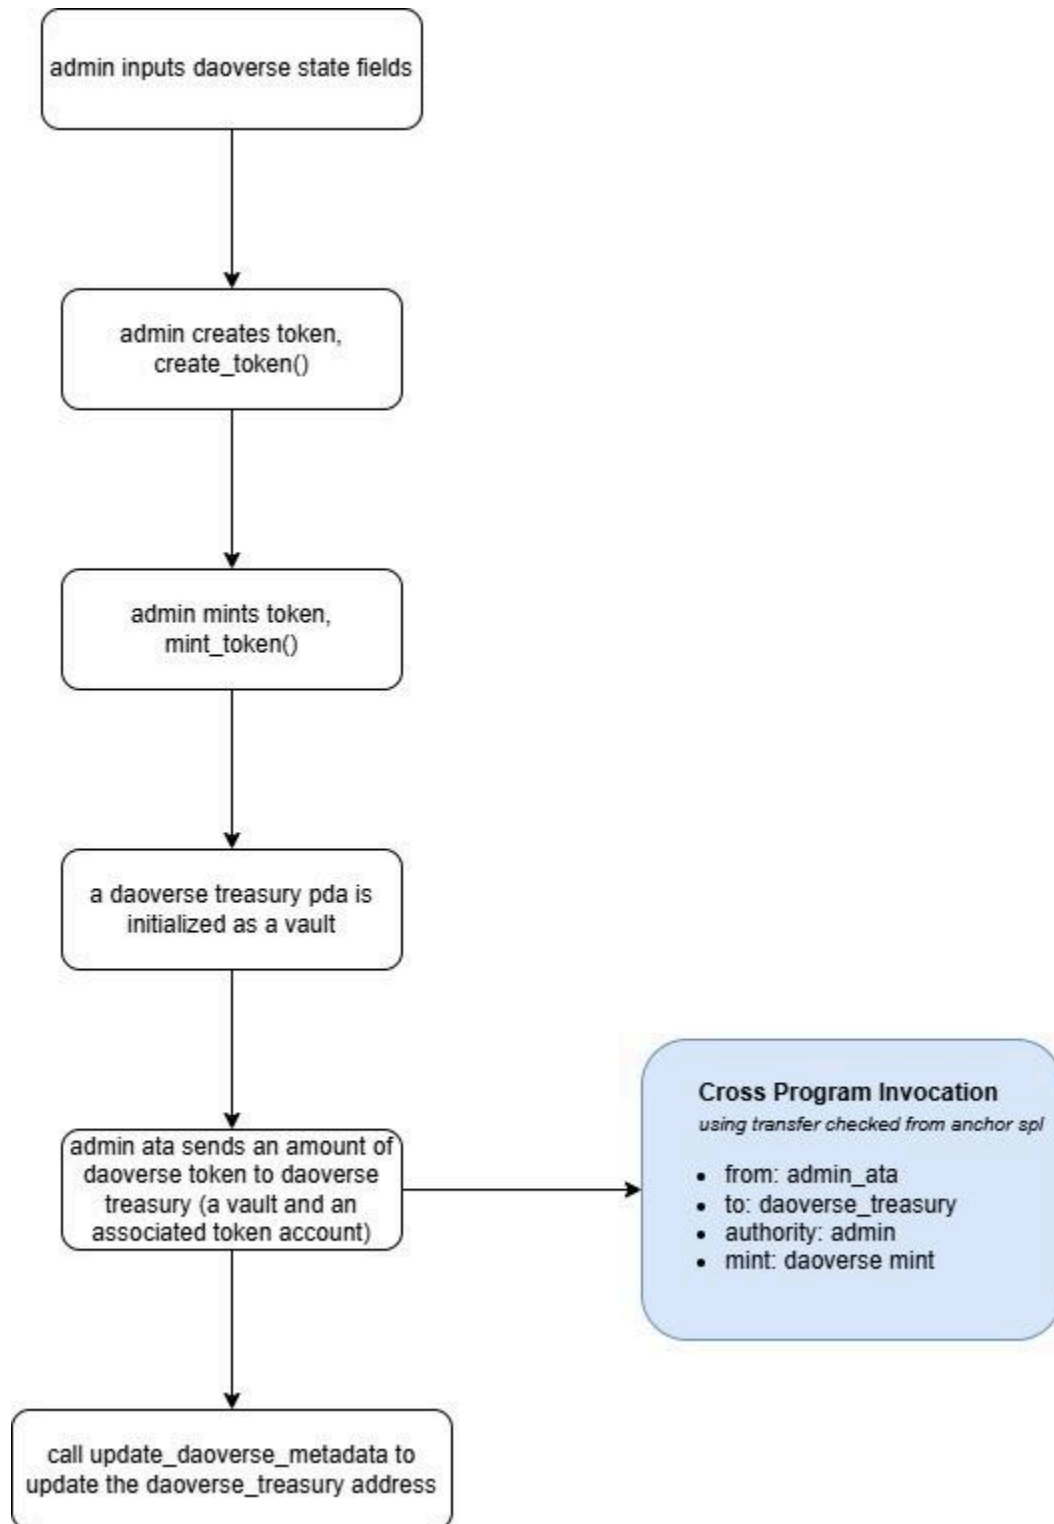 admin inputs daoverse state fields
admin creates token,
create_token()
admin mints token,
mint_token()
a daoverse treasury pda is
initialized as a vault
admin ata sends an amount of
daoverse token to daoverse
treasury (a vault and an
associated token account)
Cross Program Invocation
using transfer checked from anchor spl
• from: admin_ata
• to: daoverse_treasury
• authority: admin
• mint: daoverse mint
call update_daoverse_metadata to
update the daoverse_treasury address